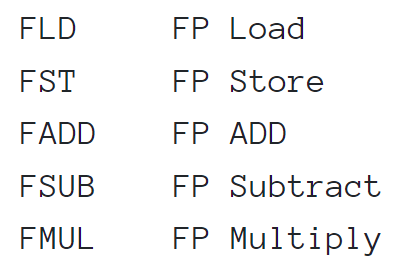 FLD FP Load
FST FP Store
FADD FP ADD
FSUB FP Subtract
FMUL FP Multiply